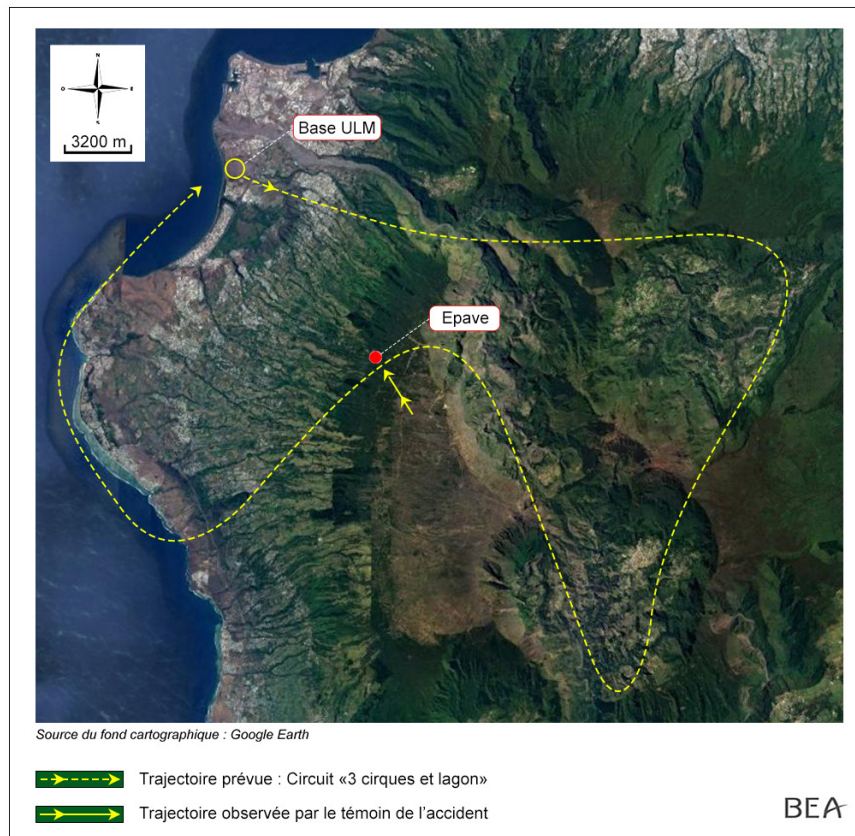 N
O E
S
3200 m
Base ULM
Epave
Source du fond cartographique : Google Earth
Trajectoire prévue : Circuit «3 cirques et lagon»
Trajectoire observée par le témoin de l’accident
BEA